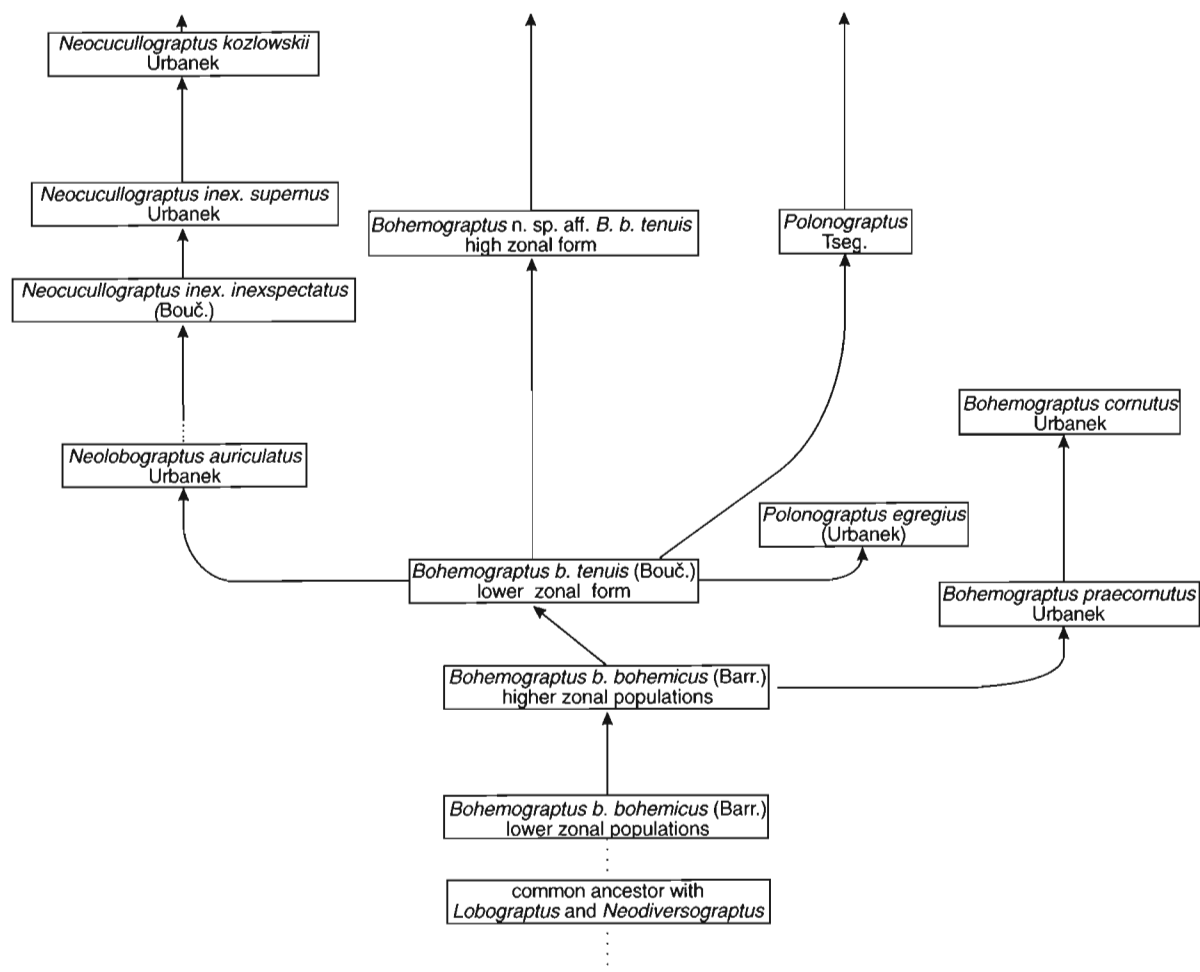 Neocucullograptus kozlowskii
Urbanek
Neocucullograptus inex. supernus
Urbanek
Bohemograptus n. sp. aff. B. b. tenuis
high zonal form
Polonograptus
Tseg.
Neocucullograptus inex. inexspectatus
(Bouč.)
Bohemograptus cornutus
Urbanek
Neolobograptus auriculatus
Urbanek
Polonograptus egregius
(Urbanek)
Bohemograptus b. tenuis (Bouč.)
lower zonal form
Bohemograptus praecornutus
Urbanek
Bohemograptus b. bohemicus (Barr.)
higher zonal populations
Bohemograptus b. bohemicus (Barr.)
lower zonal populations
common ancestor with
Lobograptus and Neodiversograptus